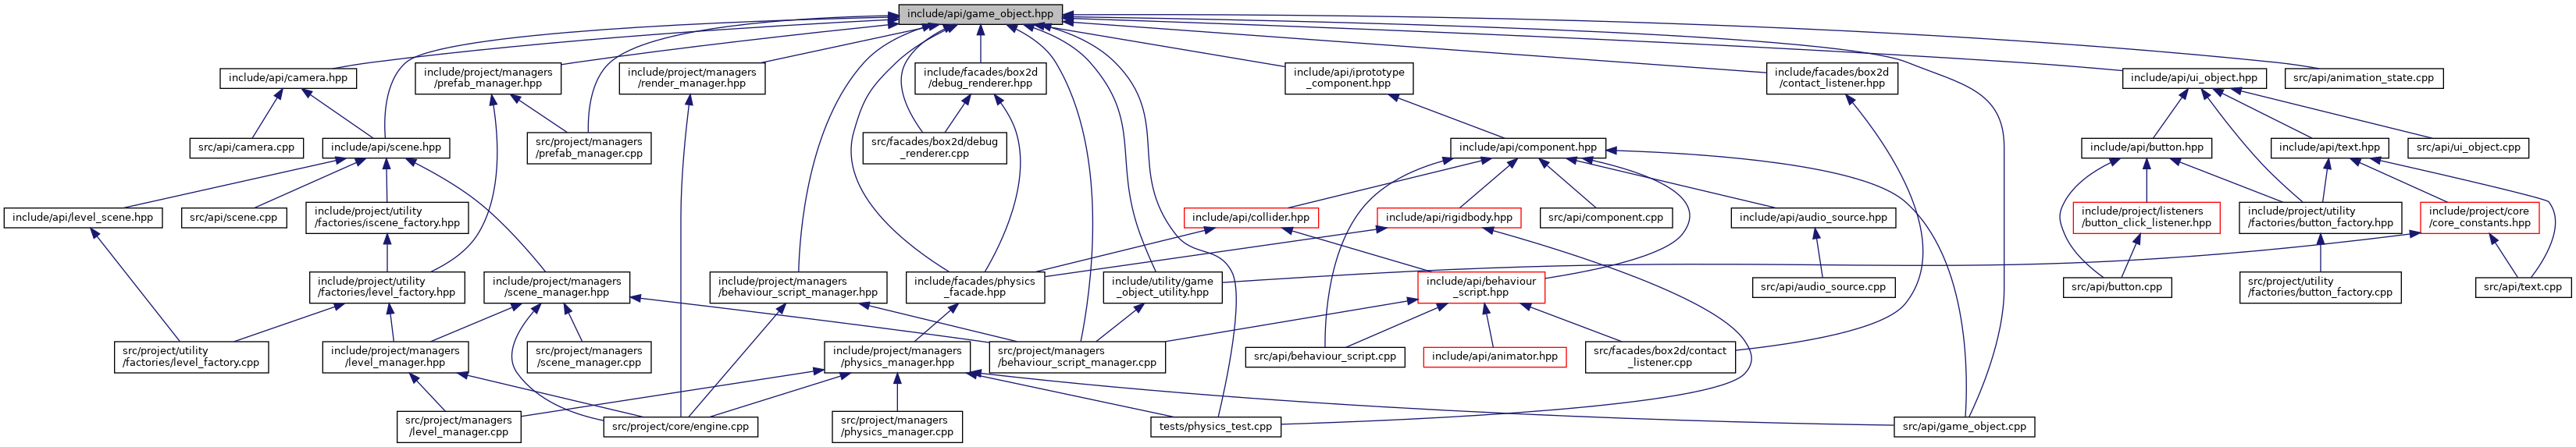 include/api/game_object.hpp
include/api/camera.hpp
include/project/managers
/prefab_manager.hpp
include/project/managers
/render_manager.hpp
include/facades/box2d
/debug_renderer.hpp
include/api/iprototype
_component.hpp
include/facades/box2d
/contact_listener.hpp
include/api/ui_object.hpp
src/api/animation_state.cpp
src/api/camera.cpp
include/api/scene.hpp
src/project/managers
/prefab_manager.cpp
src/facades/box2d/debug
_renderer.cpp
include/api/component.hpp
include/api/button.hpp
include/api/text.hpp
src/api/ui_object.cpp
include/api/level_scene.hpp
src/api/scene.cpp
include/project/utility
/factories/iscene_factory.hpp
include/api/collider.hpp
include/api/rigidbody.hpp
src/api/component.cpp
include/api/audio_source.hpp
include/project/listeners
/button_click_listener.hpp
include/project/utility
/factories/button_factory.hpp
include/project/core
/core_constants.hpp
include/project/utility
/factories/level_factory.hpp
include/project/managers
/scene_manager.hpp
include/project/managers
/behaviour_script_manager.hpp
include/facades/physics
_facade.hpp
include/utility/game
_object_utility.hpp
include/api/behaviour
_script.hpp
src/api/audio_source.cpp
src/api/button.cpp
src/project/utility
/factories/button_factory.cpp
src/api/text.cpp
src/project/utility
/factories/level_factory.cpp
include/project/managers
/level_manager.hpp
src/project/managers
/scene_manager.cpp
include/project/managers
/physics_manager.hpp
src/project/managers
/behaviour_script_manager.cpp
src/api/behaviour_script.cpp
include/api/animator.hpp
src/facades/box2d/contact
_listener.cpp
src/project/managers
/level_manager.cpp
src/project/core/engine.cpp
src/project/managers
/physics_manager.cpp
tests/physics_test.cpp
src/api/game_object.cpp